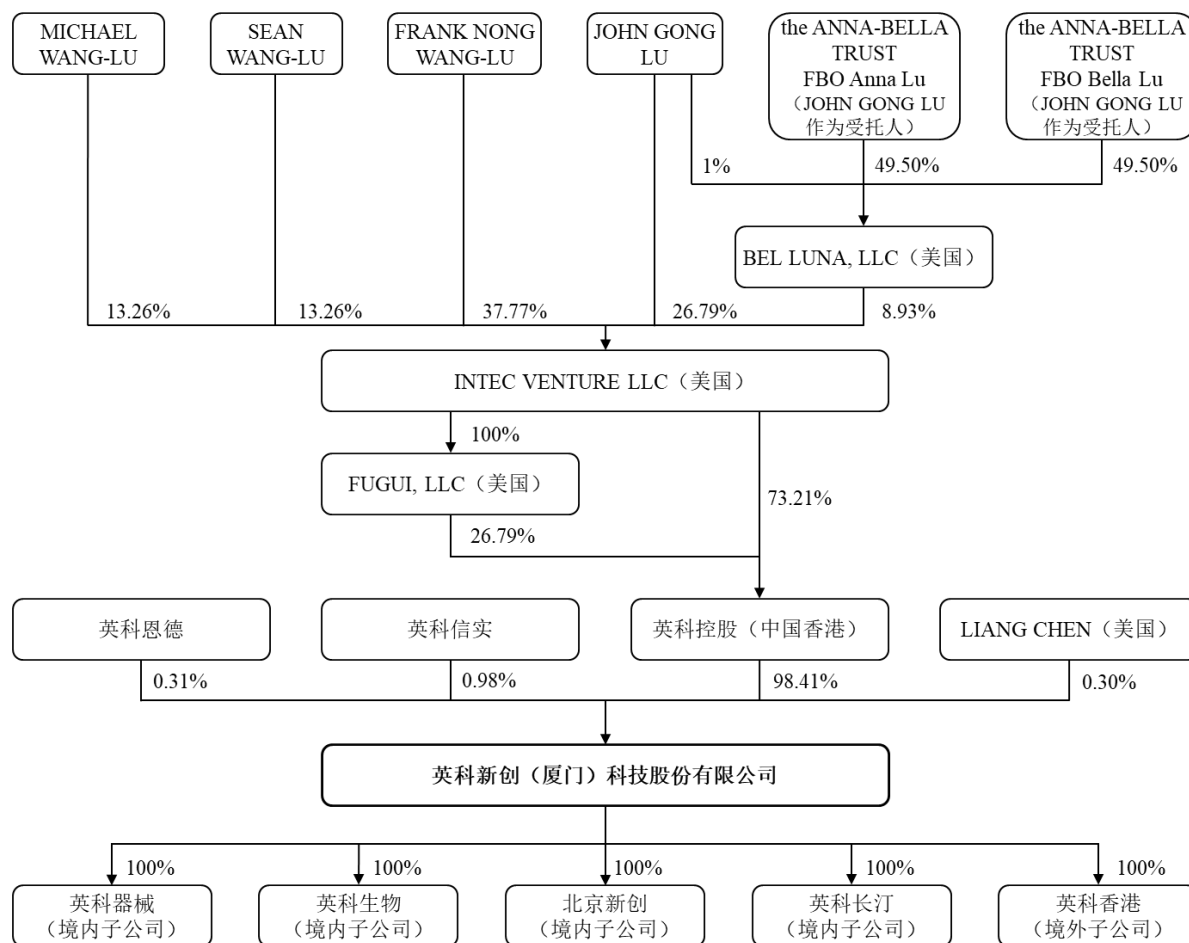 MICHAEL
WANG-LU
SEAN
WANG-LU
FRANK NONG
WANG-LU
JOHN GONG
LU
the ANNA-BELLA
TRUST
FBO Anna Lu
（JOHN GONG LU
作为受托人）
the ANNA-BELLA
TRUST
FBO Bella Lu
（JOHN GONG LU
作为受托人）
1%
49.50%
49.50%
BEL LUNA, LLC（美国）
13.26%
13.26%
37.77%
26.79%
8.93%
INTEC VENTURE LLC（美国）
100%
FUGUI, LLC（美国）
73.21%
26.79%
英科恩德
英科信实
英科控股（中国香港）
LIANG CHEN（美国）
0.31%
0.98%
98.41%
0.30%
英科新创（厦门）科技股份有限公司
100%
100%
100%
100%
100%
英科器械
（境内子公司）
英科生物
（境内子公司）
北京新创
（境内子公司）
英科长汀
（境内子公司）
英科香港
（境外子公司）